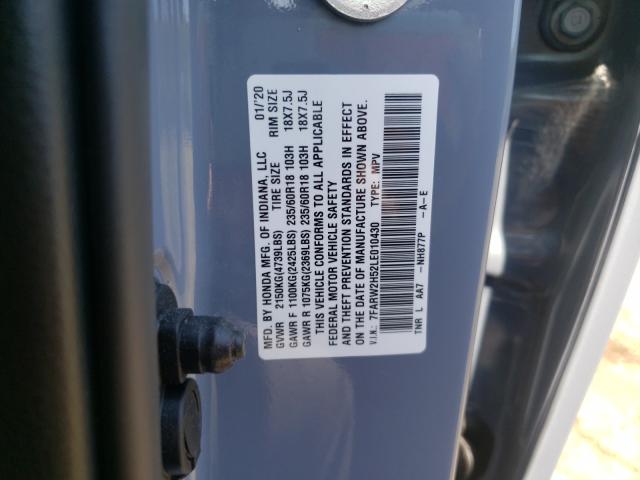 MFD. BY HONDA MFG. OF INDIANA, LLC 01/'20
GVWR 2150KG(4739LBS) TIRE SIZE RIM SIZE
GAWR F 1100KG(2425LBS) 235/60R18 103H 18X7.5J
GAWR R 1075KG(2369LBS) 235/60R18 103H 18X7.5J
THIS VEHICLE CONFORMS TO ALL APPLICABLE
FEDERAL MOTOR VEHICLE SAFETY
AND THEFT PREVENTION STANDARDS IN EFFECT
ON THE DATE OF MANUFACTURE SHOWN ABOVE.
V.I.N.: 7FARW2H52LE010430 TYPE: MPV
TNR L AA7 -NH877P -A-E